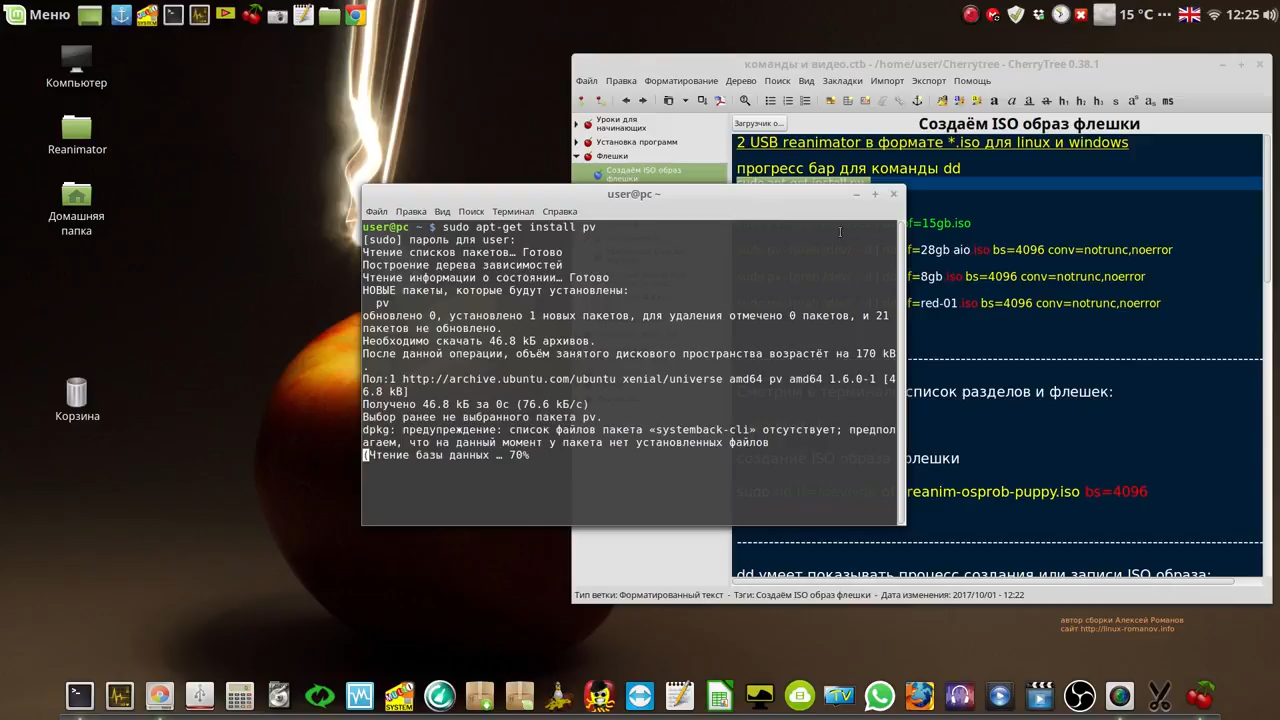 Меню
15 °C
12:25
Компьютер
Reanimator
Домашняя
папка
Корзина
команды и видео.ctb - /home/user/Cherrytree - CherryTree 0.38.1
Файл Правка Форматирование Дерево Поиск Вид Закладки Импорт Экспорт Помощь
Уроки для
начинающих
Установка программ
Флешки
Создаём ISO образ
флешки
Загрузчик о...
Создаём ISO образ флешки
2 USB reanimator в формате *.iso для linux и windows
прогресс бар для команды dd
sudo apt-get install pv
f=15gb.iso
f=28gb aio.iso bs=4096 conv=notrunc,noerror
f=8gb.iso bs=4096 conv=notrunc,noerror
f=red-01.iso bs=4096 conv=notrunc,noerror
Смотрим в терминале список разделов и флешек:
создание ISO образа флешки
reanim-osprob-puppy.iso bs=4096
dd умеет показывать процесс создания или записи ISO образа:
Тип ветки: Форматированный текст - Тэги: Создаём ISO образ флешки - Дата изменения: 2017/10/01 - 12:22
user@pc ~
Файл Правка Вид Поиск Терминал Справка
user@pc ~ $ sudo apt-get install pv
[sudo] пароль для user:
Чтение списков пакетов… Готово
Построение дерева зависимостей
Чтение информации о состоянии… Готово
НОВЫЕ пакеты, которые будут установлены:
pv
обновлено 0, установлено 1 новых пакетов, для удаления отмечено 0 пакетов, и 21
пакетов не обновлено.
Необходимо скачать 46.8 kБ архивов.
После данной операции, объём занятого дискового пространства возрастёт на 170 kB
.
Пол:1 http://archive.ubuntu.com/ubuntu xenial/universe amd64 pv amd64 1.6.0-1 [4
6.8 kB]
Получено 46.8 kБ за 0с (76.6 kБ/c)
Выбор ранее не выбранного пакета pv.
dpkg: предупреждение: список файлов пакета «systemback-cli» отсутствует; предпол
агаем, что на данный момент у пакета нет установленных файлов
(Чтение базы данных … 70%
автор сборки Алексей Романов
сайт http://linux-romanov.info